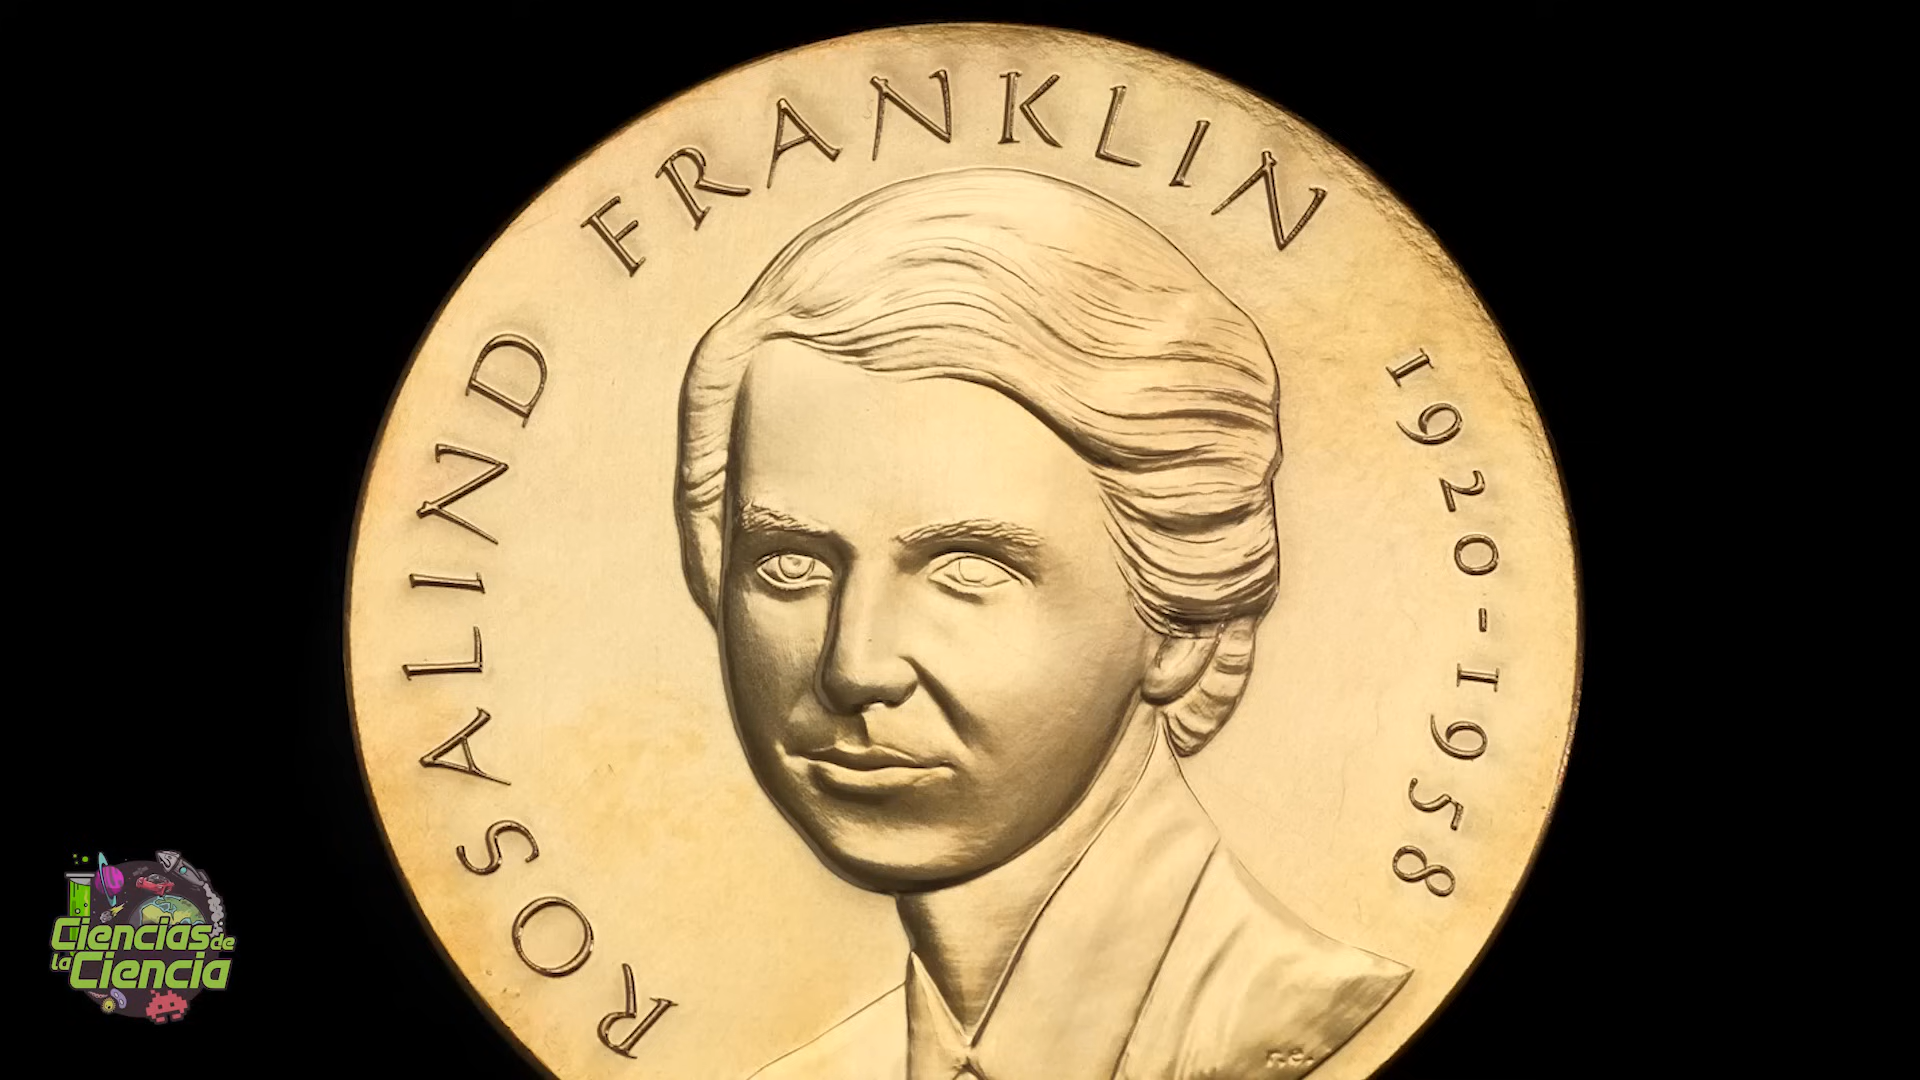 ROSALIND FRANKLIN 1920-1958
r.e.
Ciencias de
la Ciencia